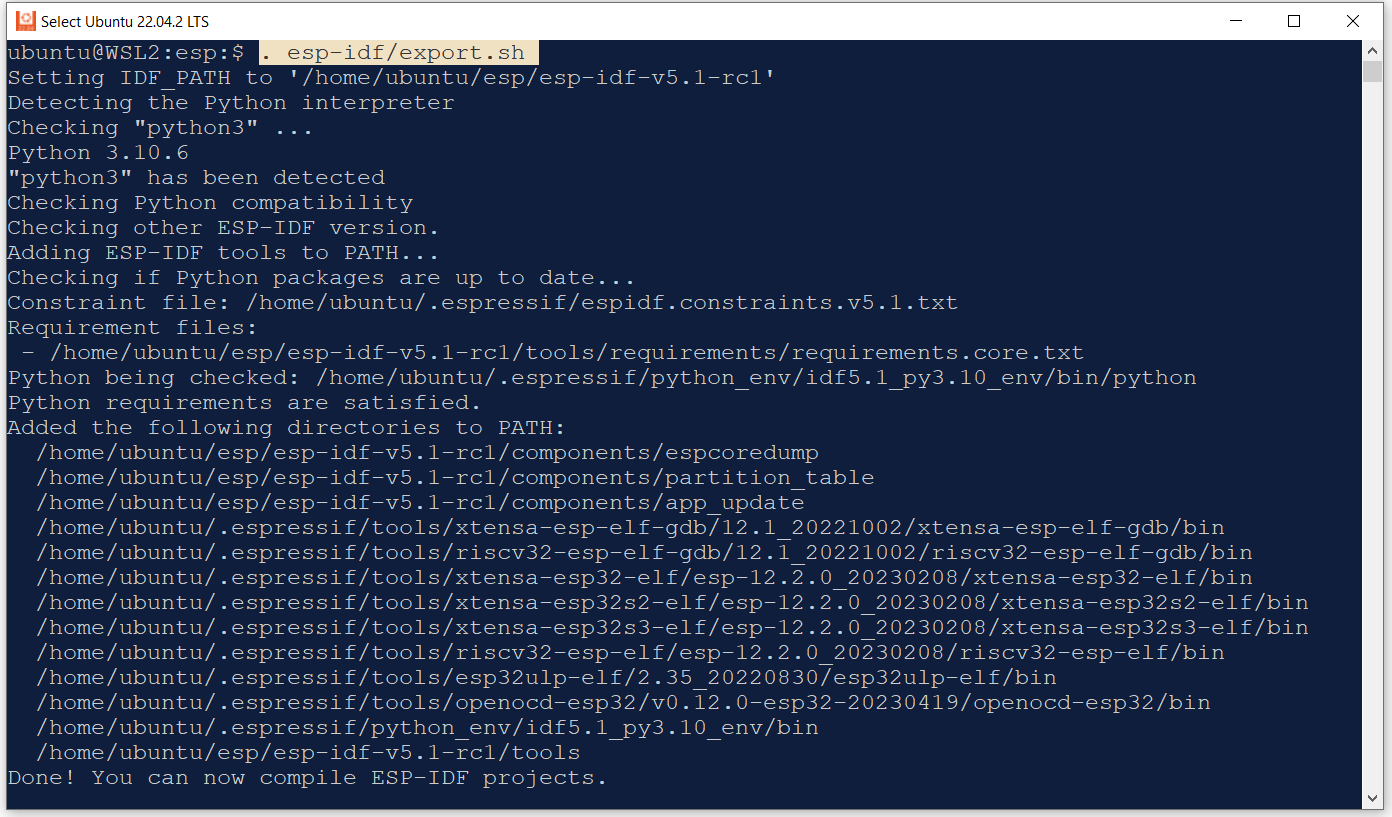 Select Ubuntu 22.04.2 LTS
ubuntu@WSL2:esp:$ . esp-idf/export.sh
Setting IDF_PATH to '/home/ubuntu/esp/esp-idf-v5.1-rc1'
Detecting the Python interpreter
Checking "python3" ...
Python 3.10.6
"python3" has been detected
Checking Python compatibility
Checking other ESP-IDF version.
Adding ESP-IDF tools to PATH...
Checking if Python packages are up to date...
Constraint file: /home/ubuntu/.espressif/espidf.constraints.v5.1.txt
Requirement files:
 - /home/ubuntu/esp/esp-idf-v5.1-rc1/tools/requirements/requirements.core.txt
Python being checked: /home/ubuntu/.espressif/python_env/idf5.1_py3.10_env/bin/python
Python requirements are satisfied.
Added the following directories to PATH:
  /home/ubuntu/esp/esp-idf-v5.1-rc1/components/espcoredump
  /home/ubuntu/esp/esp-idf-v5.1-rc1/components/partition_table
  /home/ubuntu/esp/esp-idf-v5.1-rc1/components/app_update
  /home/ubuntu/.espressif/tools/xtensa-esp-elf-gdb/12.1_20221002/xtensa-esp-elf-gdb/bin
  /home/ubuntu/.espressif/tools/riscv32-esp-elf-gdb/12.1_20221002/riscv32-esp-elf-gdb/bin
  /home/ubuntu/.espressif/tools/xtensa-esp32-elf/esp-12.2.0_20230208/xtensa-esp32-elf/bin
  /home/ubuntu/.espressif/tools/xtensa-esp32s2-elf/esp-12.2.0_20230208/xtensa-esp32s2-elf/bin
  /home/ubuntu/.espressif/tools/xtensa-esp32s3-elf/esp-12.2.0_20230208/xtensa-esp32s3-elf/bin
  /home/ubuntu/.espressif/tools/riscv32-esp-elf/esp-12.2.0_20230208/riscv32-esp-elf/bin
  /home/ubuntu/.espressif/tools/esp32ulp-elf/2.35_20220830/esp32ulp-elf/bin
  /home/ubuntu/.espressif/tools/openocd-esp32/v0.12.0-esp32-20230419/openocd-esp32/bin
  /home/ubuntu/.espressif/python_env/idf5.1_py3.10_env/bin
  /home/ubuntu/esp/esp-idf-v5.1-rc1/tools
Done! You can now compile ESP-IDF projects.